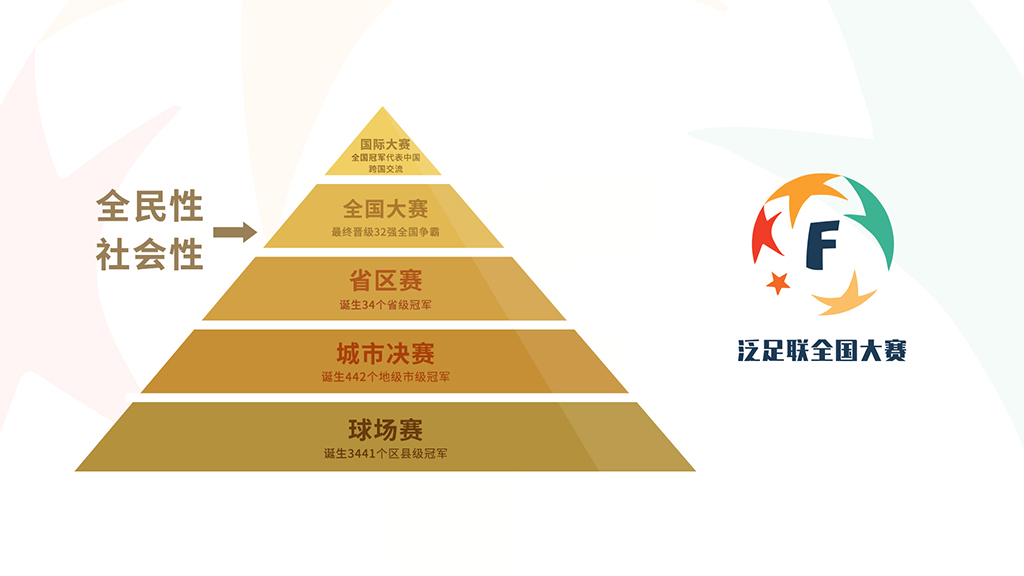 国际大赛
全国冠军代表中国
跨国交流
全民性
社会性
全国大赛
最终晋级32强全国争霸
省区赛
诞生34个省级冠军
城市决赛
诞生442个地级市级冠军
球场赛
诞生3441个区县级冠军
F
泛足联全国大赛